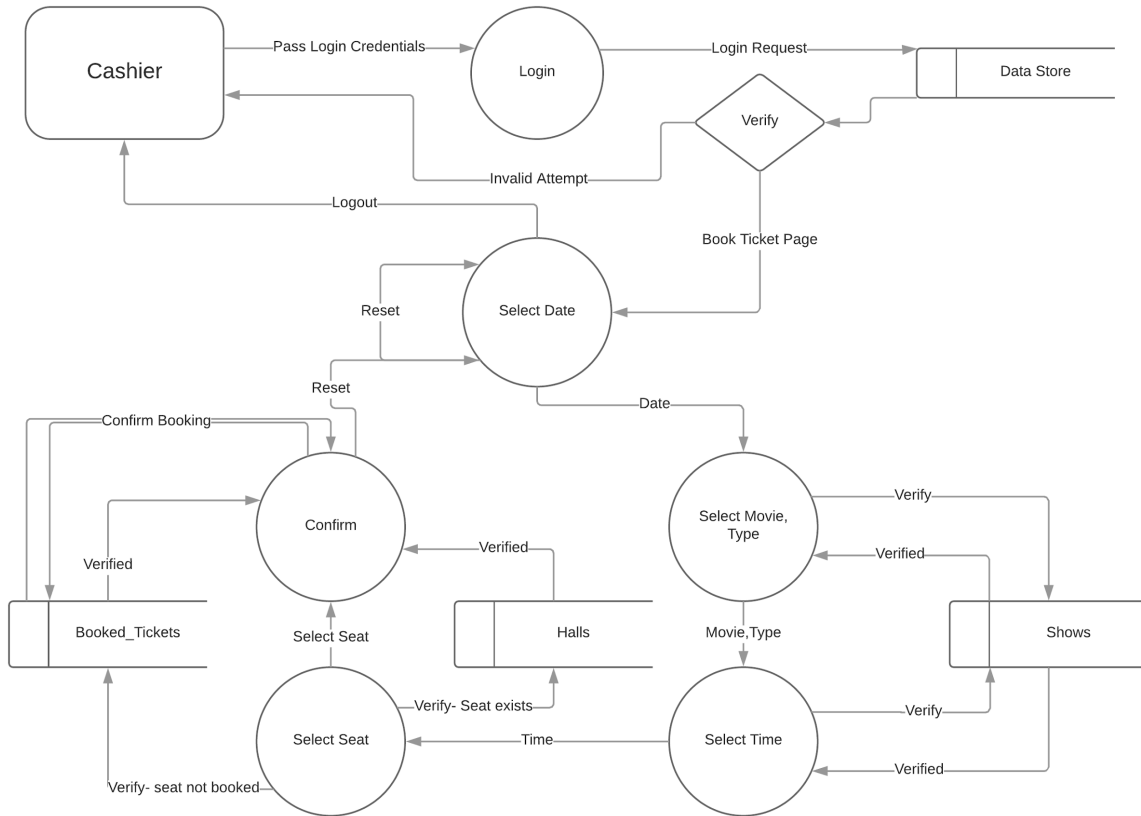 Pass Login Credentials
Login Request
Cashier
Login
Data Store
Verify
Invalid Attempt
Logout
Book Ticket Page
Reset
Select Date
Reset
Date
Confirm Booking
Verify
Confirm
Select Movie,
Type
Verified
Verified
Verified
Booked_Tickets
Select Seat
Halls
Movie,Type
Shows
Verify- Seat exists
Verify
Select Seat
Time
Select Time
Verified
Verify- seat not booked